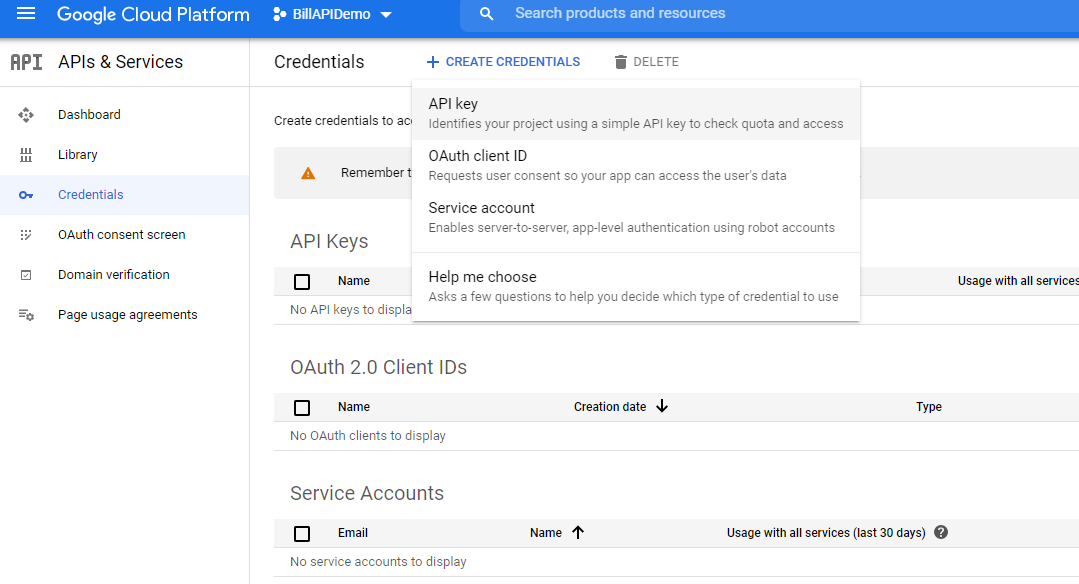 Google Cloud Platform BillAPIDemo Search products and resources
API APIs & Services
Credentials CREATE CREDENTIALS DELETE
Dashboard
Library
Credentials
OAuth consent screen
Domain verification
Page usage agreements
Create credentials to acc
API key
Identifies your project using a simple API key to check quota and access
OAuth client ID
Requests user consent so your app can access the user's data
Service account
Enables server-to-server, app-level authentication using robot accounts
Help me choose
Asks a few questions to help you decide which type of credential to use
Remember t
API Keys
Name Usage with all services
No API keys to displa
OAuth 2.0 Client IDs
Name Creation date Type
No OAuth clients to display
Service Accounts
Email Name Usage with all services (last 30 days) ?
No service accounts to display